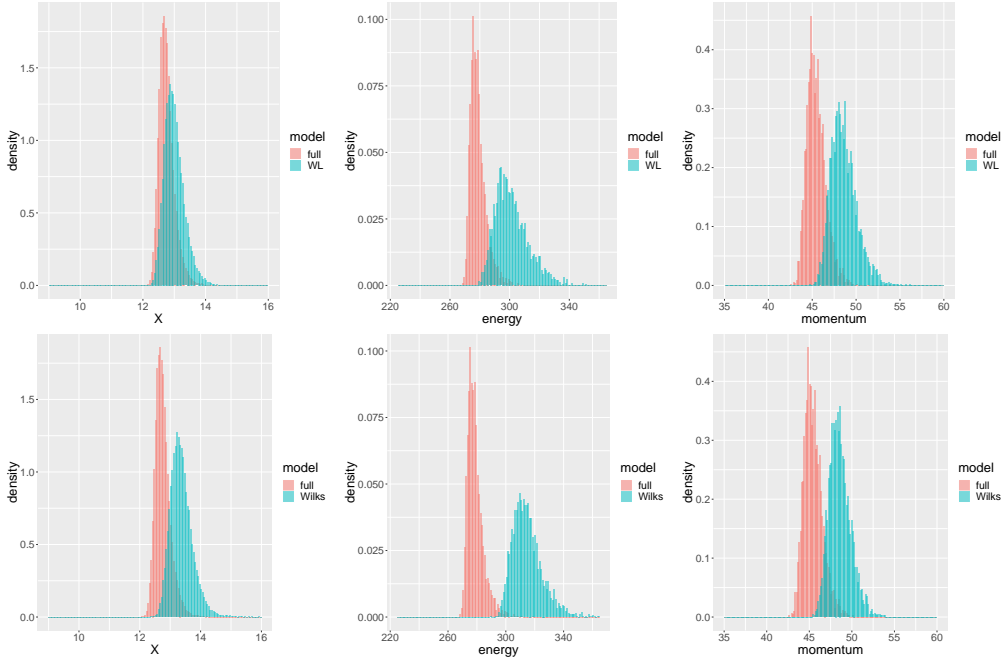 density
0.0
0.5
1.0
1.5
10
12
14
16
X
model
full
WL
density
0.000
0.025
0.050
0.075
0.100
220
260
300
340
energy
model
full
WL
density
0.0
0.1
0.2
0.3
0.4
35
40
45
50
55
60
momentum
model
full
WL
density
0.0
0.5
1.0
1.5
10
12
14
16
X
model
full
Wilks
density
0.000
0.025
0.050
0.075
0.100
220
260
300
340
energy
model
full
Wilks
density
0.0
0.1
0.2
0.3
0.4
35
40
45
50
55
60
momentum
model
full
Wilks